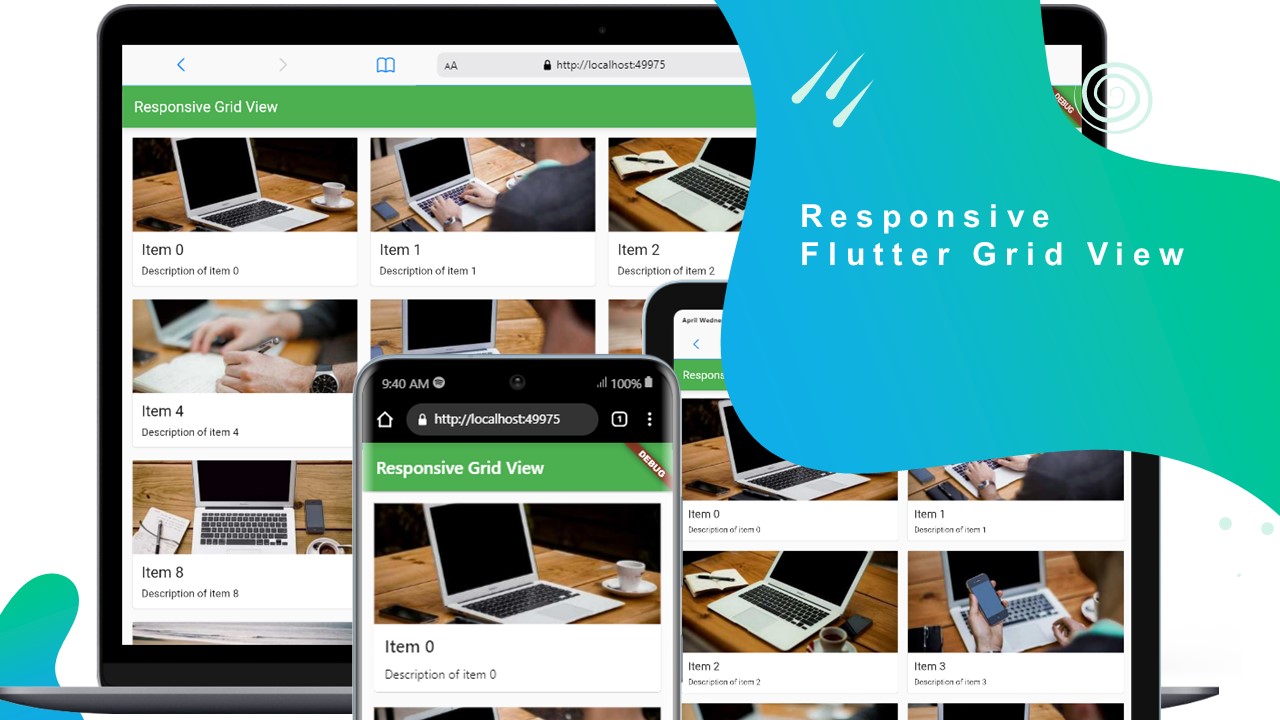 AA
http://localhost:49975
Responsive Grid View
DEBUG
Responsive
Flutter Grid View
Item 0
Description of item 0
Item 1
Description of item 1
Item 2
Description of item 2
Item 4
Description of item 4
Item 8
Description of item 8
9:40 AM
100%
http://localhost:49975
1
Responsive Grid View
DEBUG
Item 0
Description of item 0
April Wednes
Respons
Item 0
Description of item 0
Item 1
Description of item 1
Item 2
Description of item 2
Item 3
Description of item 3